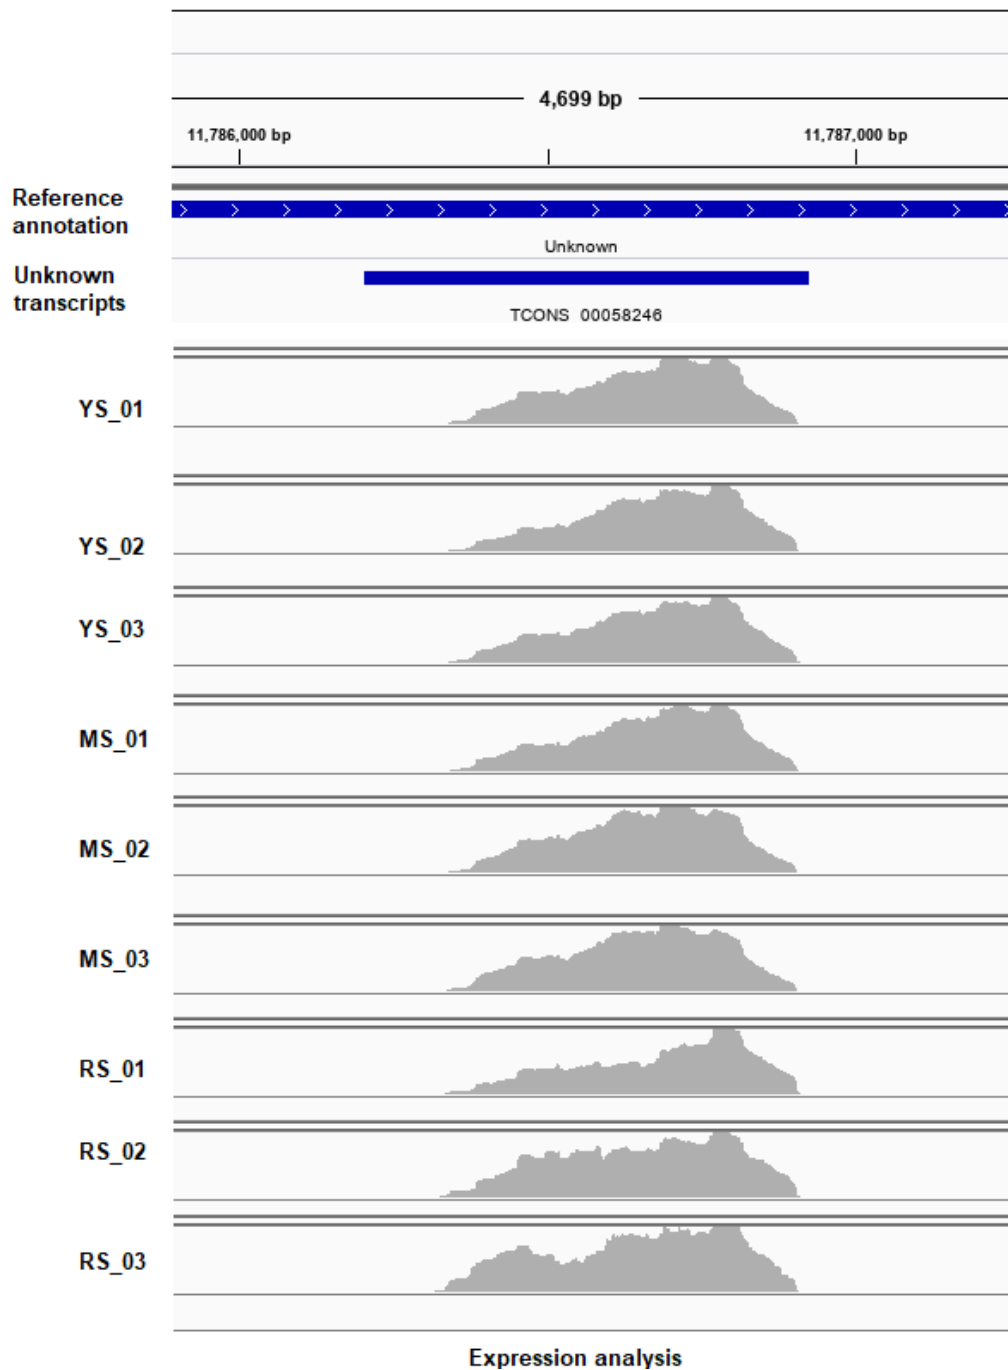 4,699 bp
11,786,000 bp
11,787,000 bp
Reference
annotation
Unknown
Unknown
transcripts
TCONS_00058246
YS_01
YS_02
YS_03
MS_01
MS_02
MS_03
RS_01
RS_02
RS_03
Expression analysis